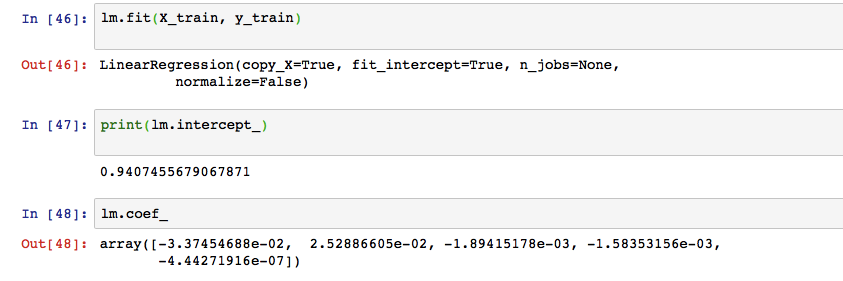 In [46]: lm.fit(X_train, y_train)
Out[46]: LinearRegression(copy_X=True, fit_intercept=True, n_jobs=None,
normalize=False)
In [47]: print(lm.intercept_)
0.9407455679067871
In [48]: lm.coef_
Out[48]: array([-3.37454688e-02, 2.52886605e-02, -1.89415178e-03, -1.58353156e-03,
-4.44271916e-07])